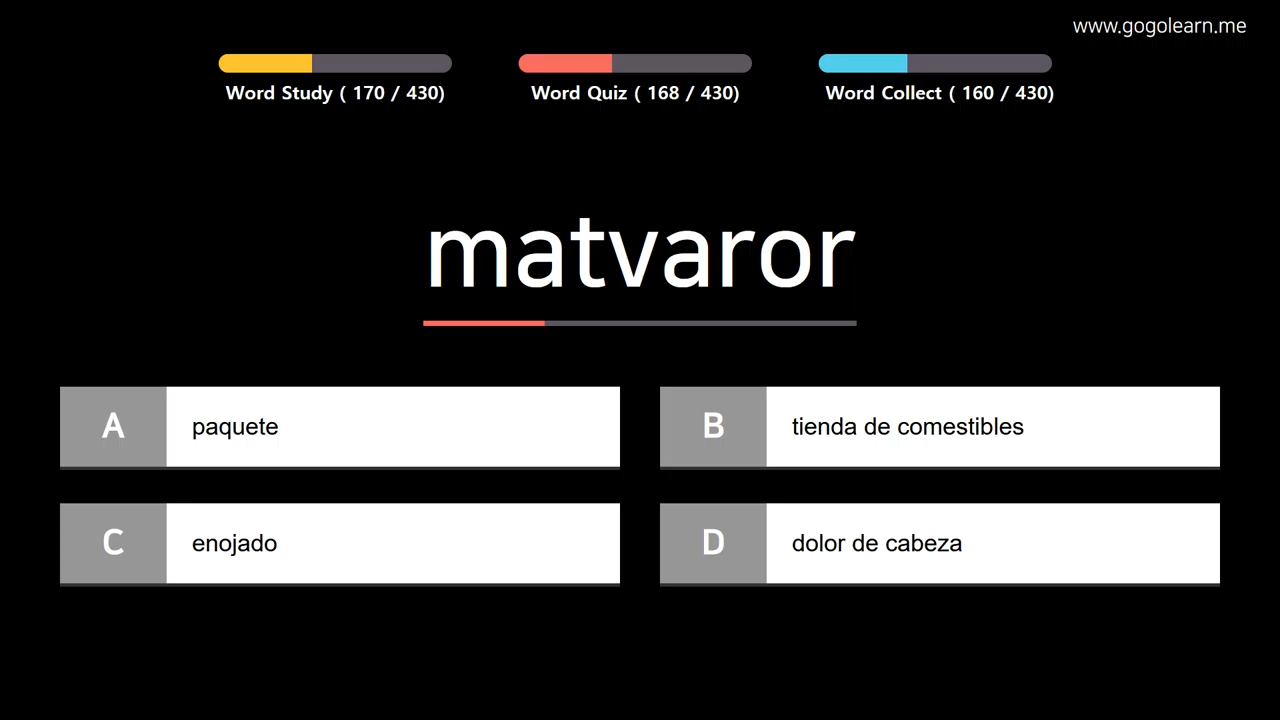 www.gogolearn.me
Word Study ( 170 / 430)
Word Quiz ( 168 / 430)
Word Collect ( 160 / 430)
matvaror
A paquete
B tienda de comestibles
C enojado
D dolor de cabeza